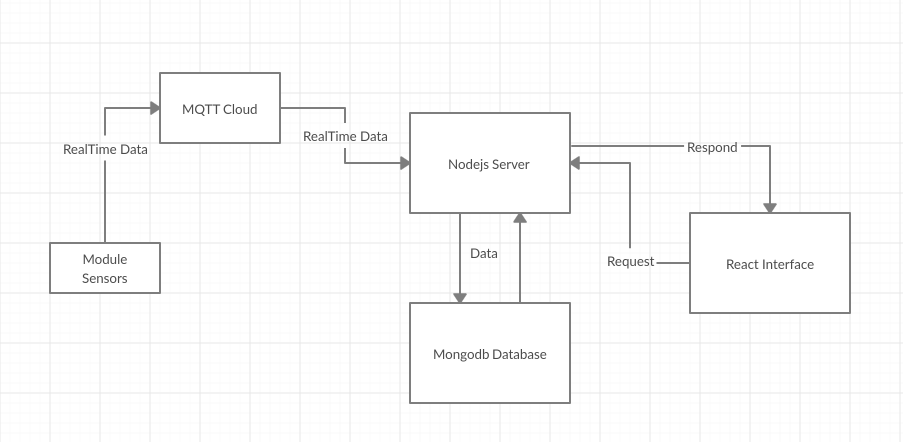 MQTT Cloud
RealTime Data
RealTime Data
Module
Sensors
Nodejs Server
Respond
Request
React Interface
Data
Mongodb Database